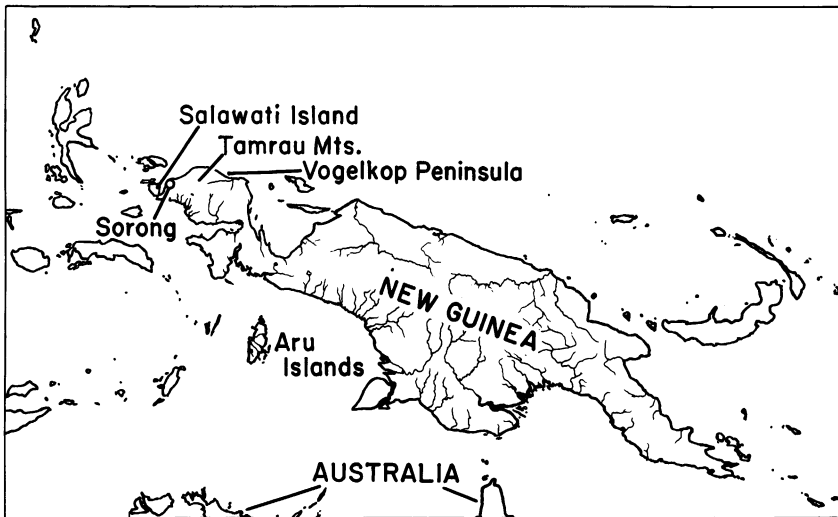 Salawati Island
Tamrau Mts.
Vogelkop Peninsula
Sorong
NEW GUINEA
Aru
Islands
AUSTRALIA